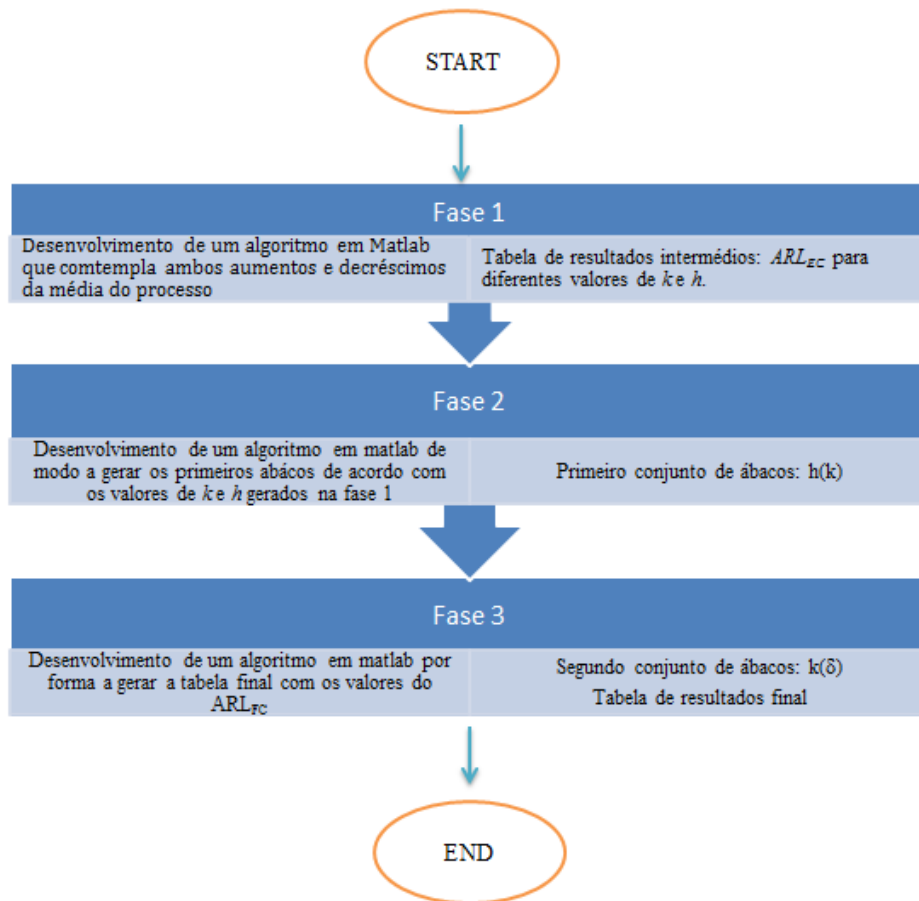 START
Fase 1
Desenvolvimento de um algoritmo em Matlab
que comtempla ambos aumentos e decréscimos
da média do processo
Tabela de resultados intermédios: ARL_EC para
diferentes valores de k e h.
Fase 2
Desenvolvimento de um algoritmo em matlab de
modo a gerar os primeiros abácos de acordo com
os valores de k e h gerados na fase 1
Primeiro conjunto de ábacos: h(k)
Fase 3
Desenvolvimento de um algoritmo em matlab por
forma a gerar a tabela final com os valores do
ARL_FC
Segundo conjunto de ábacos: k(δ)
Tabela de resultados final
END